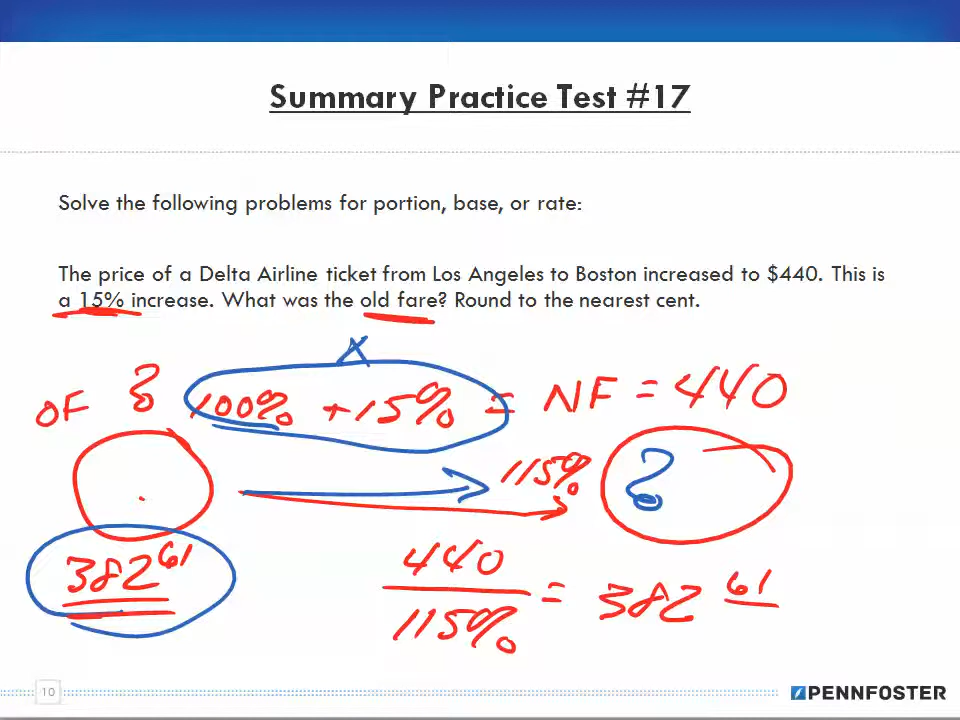 Summary Practice Test #17
Solve the following problems for portion, base, or rate:
The price of a Delta Airline ticket from Los Angeles to Boston increased to $440. This is
a 15% increase. What was the old fare? Round to the nearest cent.
OF ? 100% + 15% = NF = 440
115% ?
382 61
440
115% = 382 61
10
PENNFOSTER